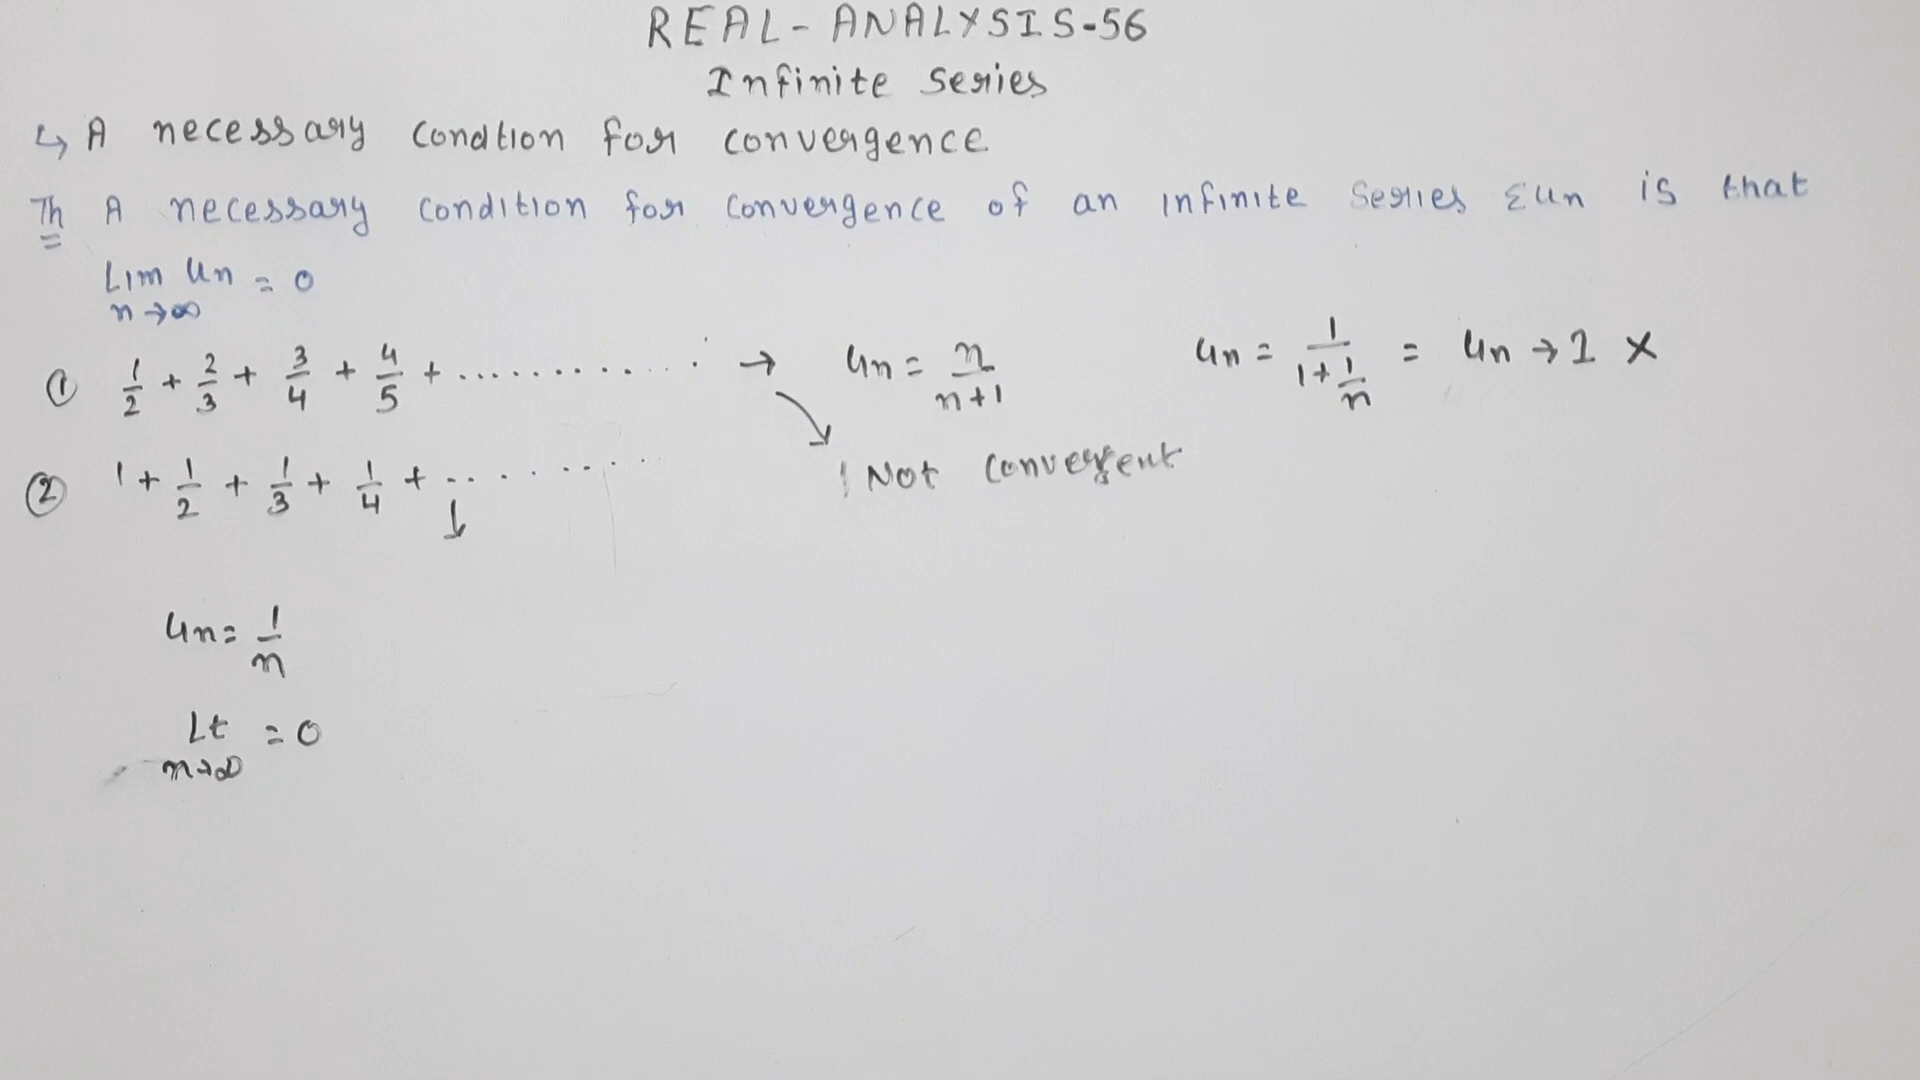 REAL-ANALYSIS-56
Infinite Series
↳ A necessary condtion for convergence
Th A necessary condition for convergence of an infinite series Σun is that
Lim un = 0
n→∞
① 1/2 + 2/3 + 3/4 + 4/5 + ............ → un = n/n+1 un = 1/1+1/n = un → 1 ×
② 1 + 1/2 + 1/3 + 1/4 + ......... Not convergent
↓
un = 1/n
Lt = 0
n→∞